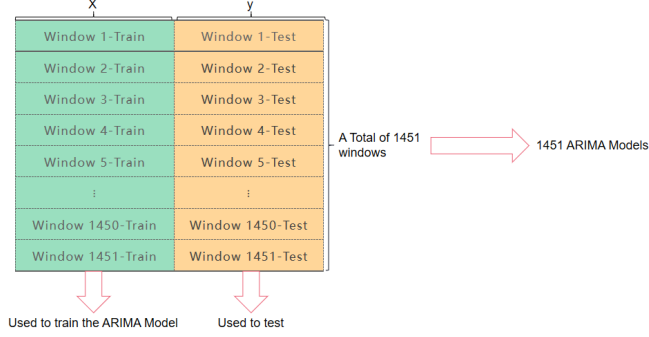 X y
Window 1-Train Window 1-Test
Window 2-Train Window 2-Test
Window 3-Train Window 3-Test
Window 4-Train Window 4-Test
Window 5-Train Window 5-Test
⋮ ⋮
Window 1450-Train Window 1450-Test
Window 1451-Train Window 1451-Test
A Total of 1451
windows
1451 ARIMA Models
Used to train the ARIMA Model Used to test